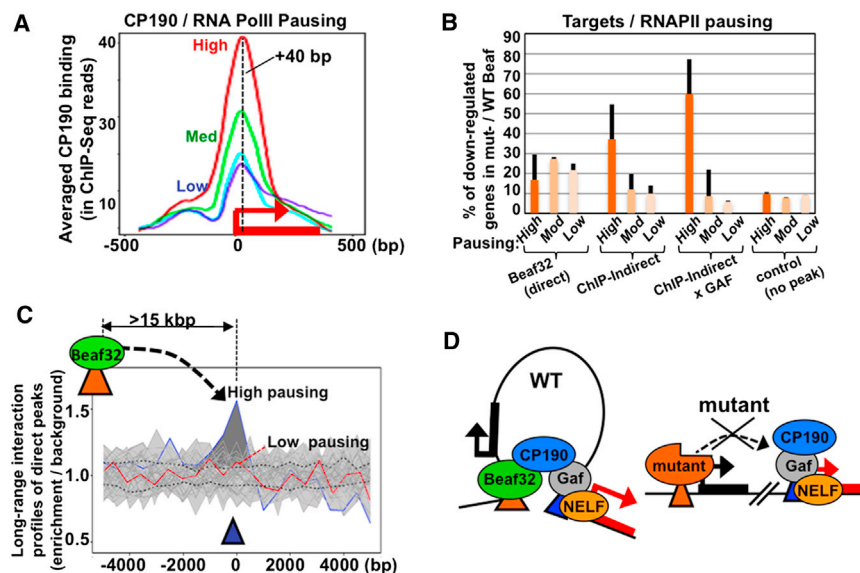 A
CP190 / RNA PolII Pausing
Averaged CP190 binding
(in ChIP-Seq reads)
40
30
20
10
High
Med
Low
+40 bp
-500
0
500
(bp)
B
Targets / RNAPII pausing
% of down-regulated
genes in mut- / WT Beaf
90
80
70
60
50
40
30
20
10
0
Pausing:
High
Mod
Low
High
Mod
Low
High
Mod
Low
High
Mod
Low
Beaf32
(direct)
ChIP-Indirect
ChIP-Indirect
x GAF
control
(no peak)
C
>15 kbp
Beaf32
High pausing
Low pausing
Long-range interaction
profiles of direct peaks
(enrichment / background)
1.5
1.0
0.5
-4000
-2000
0
2000
4000
(bp)
D
WT
CP190
Beaf32
Gaf
NELF
mutant
mutant
CP190
Gaf
NELF